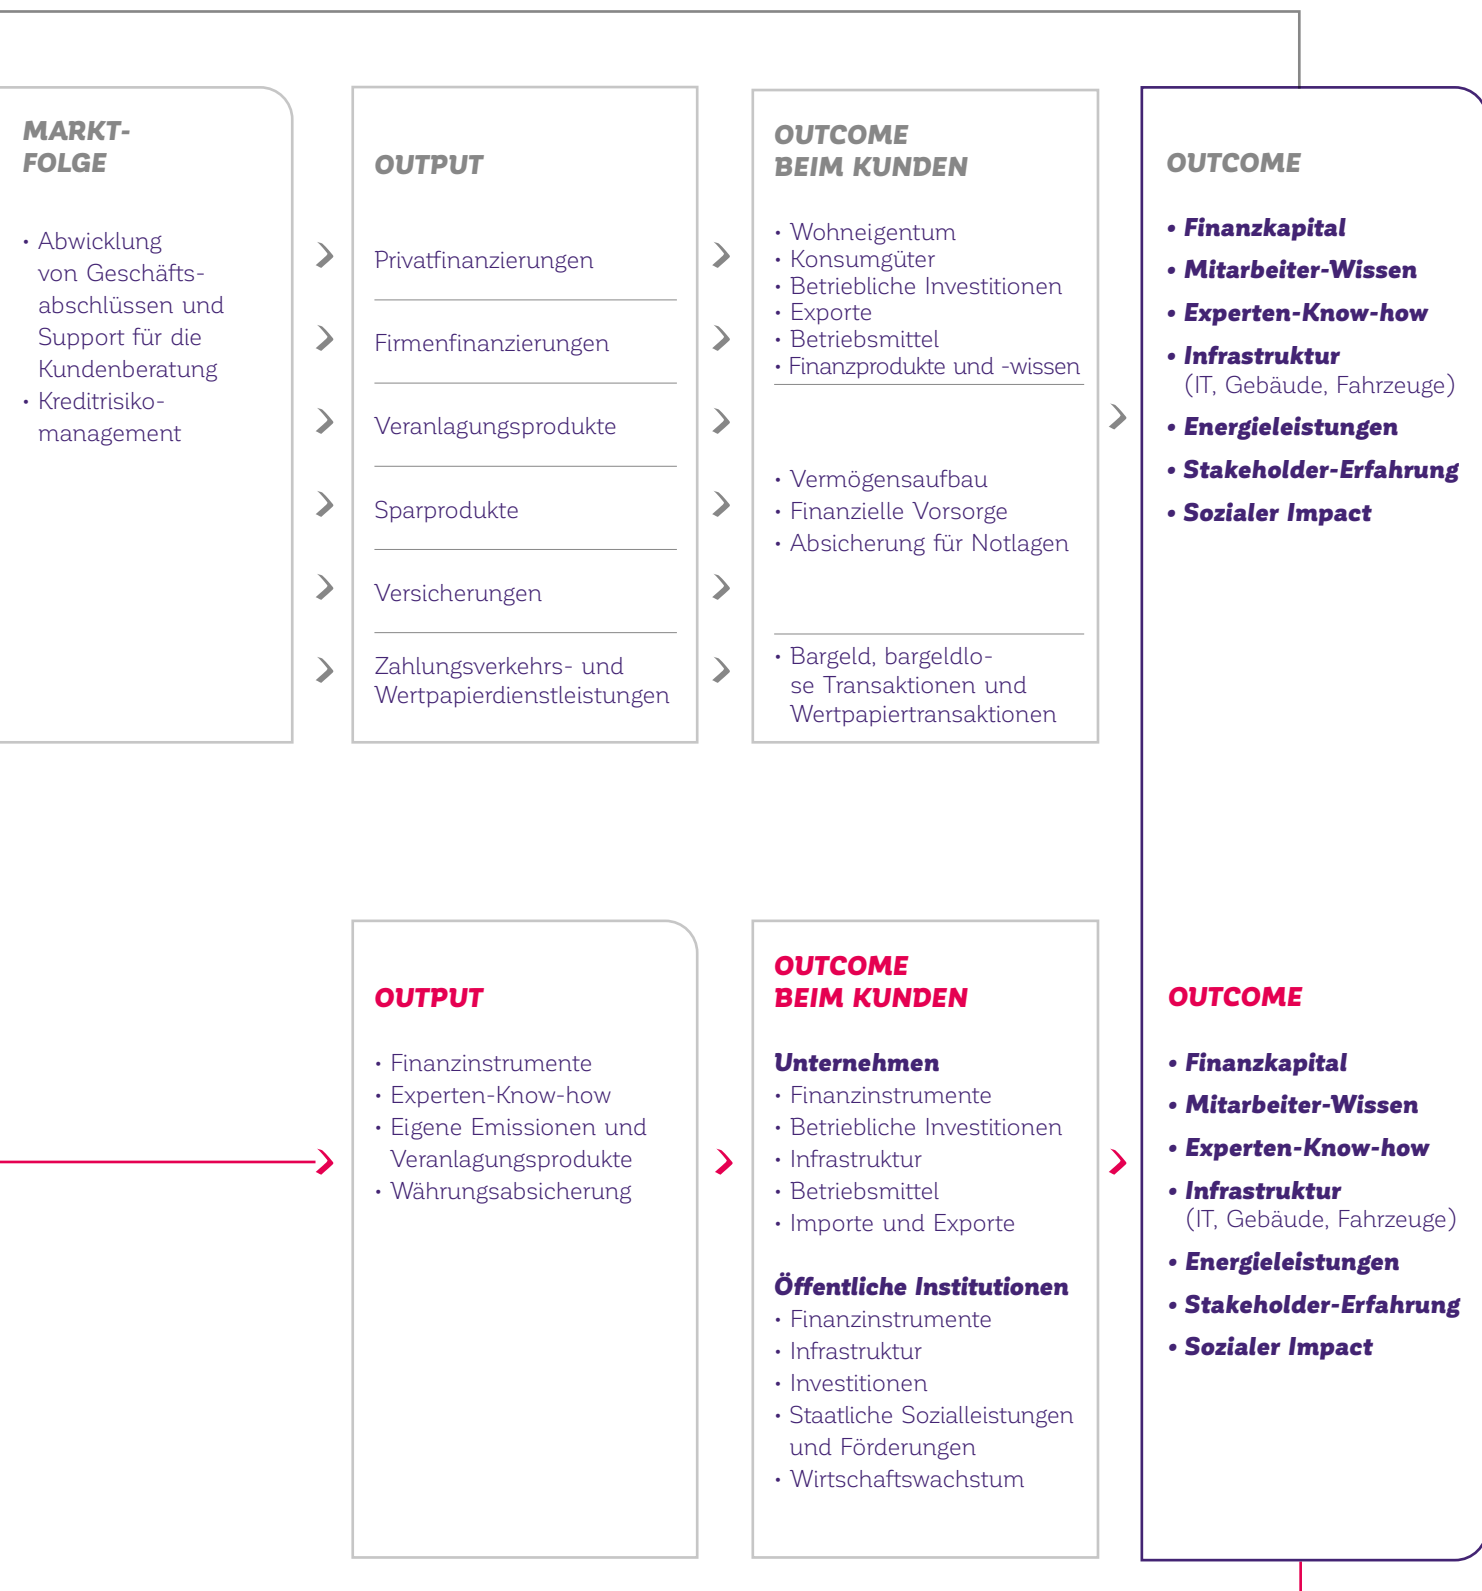 MARKT-
FOLGE
• Abwicklung
von Geschäfts-
abschlüssen und
Support für die
Kundenberatung
• Kreditrisiko-
management
OUTPUT
Privatfinanzierungen
Firmenfinanzierungen
Veranlagungsprodukte
Sparprodukte
Versicherungen
Zahlungsverkehrs- und
Wertpapierdienstleistungen
OUTCOME
BEIM KUNDEN
• Wohneigentum
• Konsumgüter
• Betriebliche Investitionen
• Exporte
• Betriebsmittel
• Finanzprodukte und -wissen
• Vermögensaufbau
• Finanzielle Vorsorge
• Absicherung für Notlagen
• Bargeld, bargeldlo-
se Transaktionen und
Wertpapiertransaktionen
OUTCOME
• Finanzkapital
• Mitarbeiter-Wissen
• Experten-Know-how
• Infrastruktur
(IT, Gebäude, Fahrzeuge)
• Energieleistungen
• Stakeholder-Erfahrung
• Sozialer Impact
OUTPUT
• Finanzinstrumente
• Experten-Know-how
• Eigene Emissionen und
Veranlagungsprodukte
• Währungsabsicherung
OUTCOME
BEIM KUNDEN
Unternehmen
• Finanzinstrumente
• Betriebliche Investitionen
• Infrastruktur
• Betriebsmittel
• Importe und Exporte
Öffentliche Institutionen
• Finanzinstrumente
• Infrastruktur
• Investitionen
• Staatliche Sozialleistungen
und Förderungen
• Wirtschaftswachstum
OUTCOME
• Finanzkapital
• Mitarbeiter-Wissen
• Experten-Know-how
• Infrastruktur
(IT, Gebäude, Fahrzeuge)
• Energieleistungen
• Stakeholder-Erfahrung
• Sozialer Impact